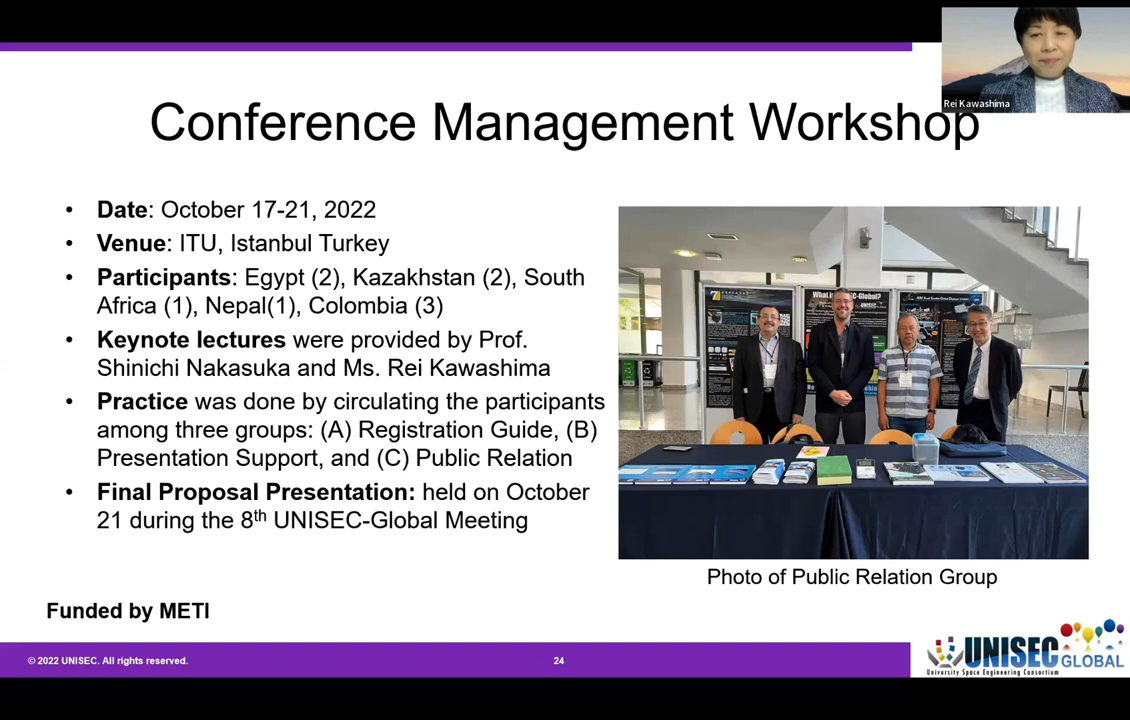 Rei Kawashima
Conference Management Workshop
• Date: October 17-21, 2022
• Venue: ITU, Istanbul Turkey
• Participants: Egypt (2), Kazakhstan (2), South
Africa (1), Nepal(1), Colombia (3)
• Keynote lectures were provided by Prof.
Shinichi Nakasuka and Ms. Rei Kawashima
• Practice was done by circulating the participants
among three groups: (A) Registration Guide, (B)
Presentation Support, and (C) Public Relation
• Final Proposal Presentation: held on October
21 during the 8th UNISEC-Global Meeting
What is
-Global?
Photo of Public Relation Group
Funded by METI
© 2022 UNISEC. All rights reserved.
24
UNISEC GLOBAL
University Space Engineering Consortium